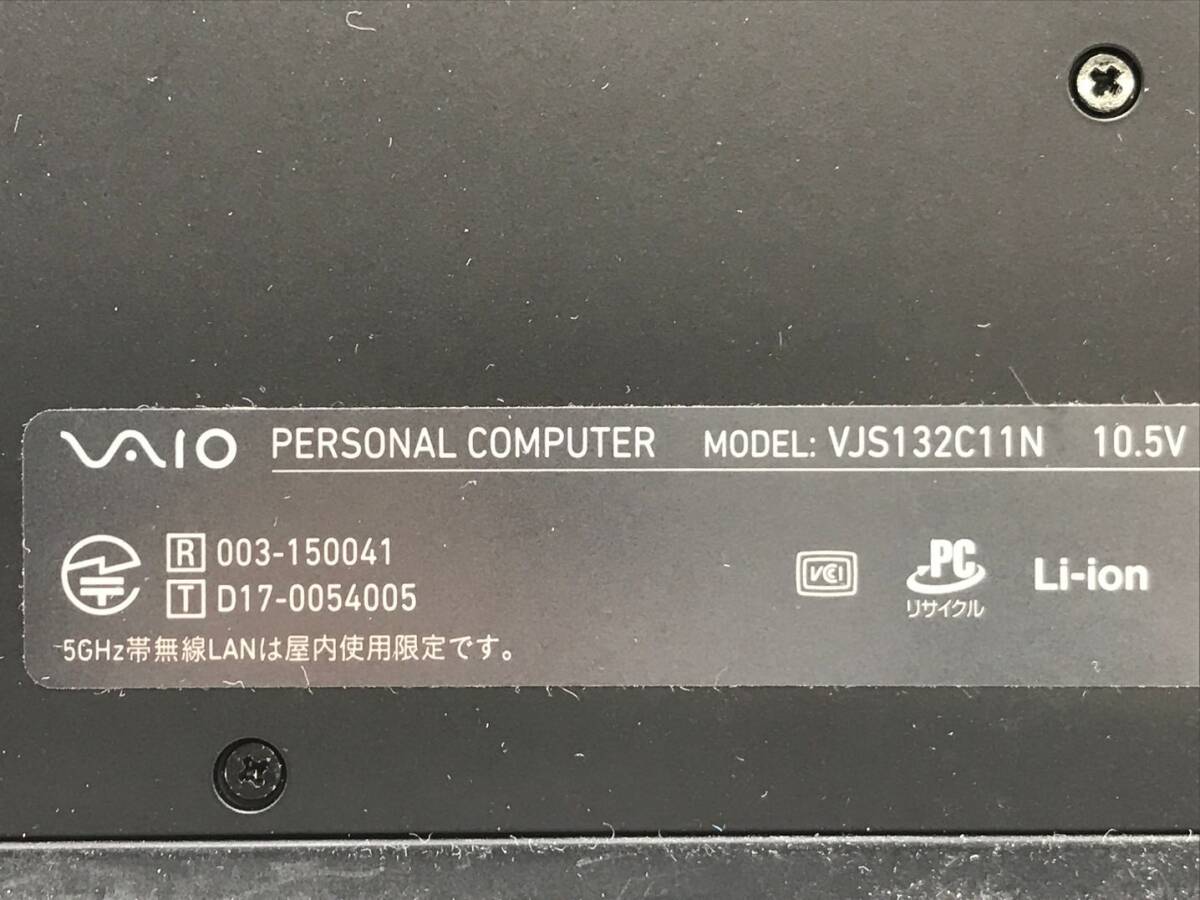 VAIO PERSONAL COMPUTER MODEL: VJS132C11N 10.5V
R 003-150041
T D17-0054005
VCCI
PC
リサイクル
Li-ion
5GHz帯無線LANは屋内使用限定です。